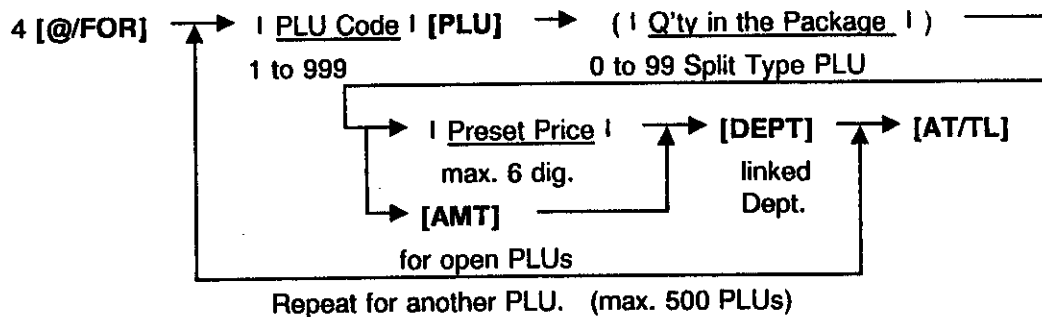 4 [@/FOR] | PLU Code | [PLU] ( | Q'ty in the Package | )
1 to 999 0 to 99 Split Type PLU
| Preset Price | [DEPT] [AT/TL]
max. 6 dig. linked
Dept.
[AMT]
for open PLUs
Repeat for another PLU. (max. 500 PLUs)